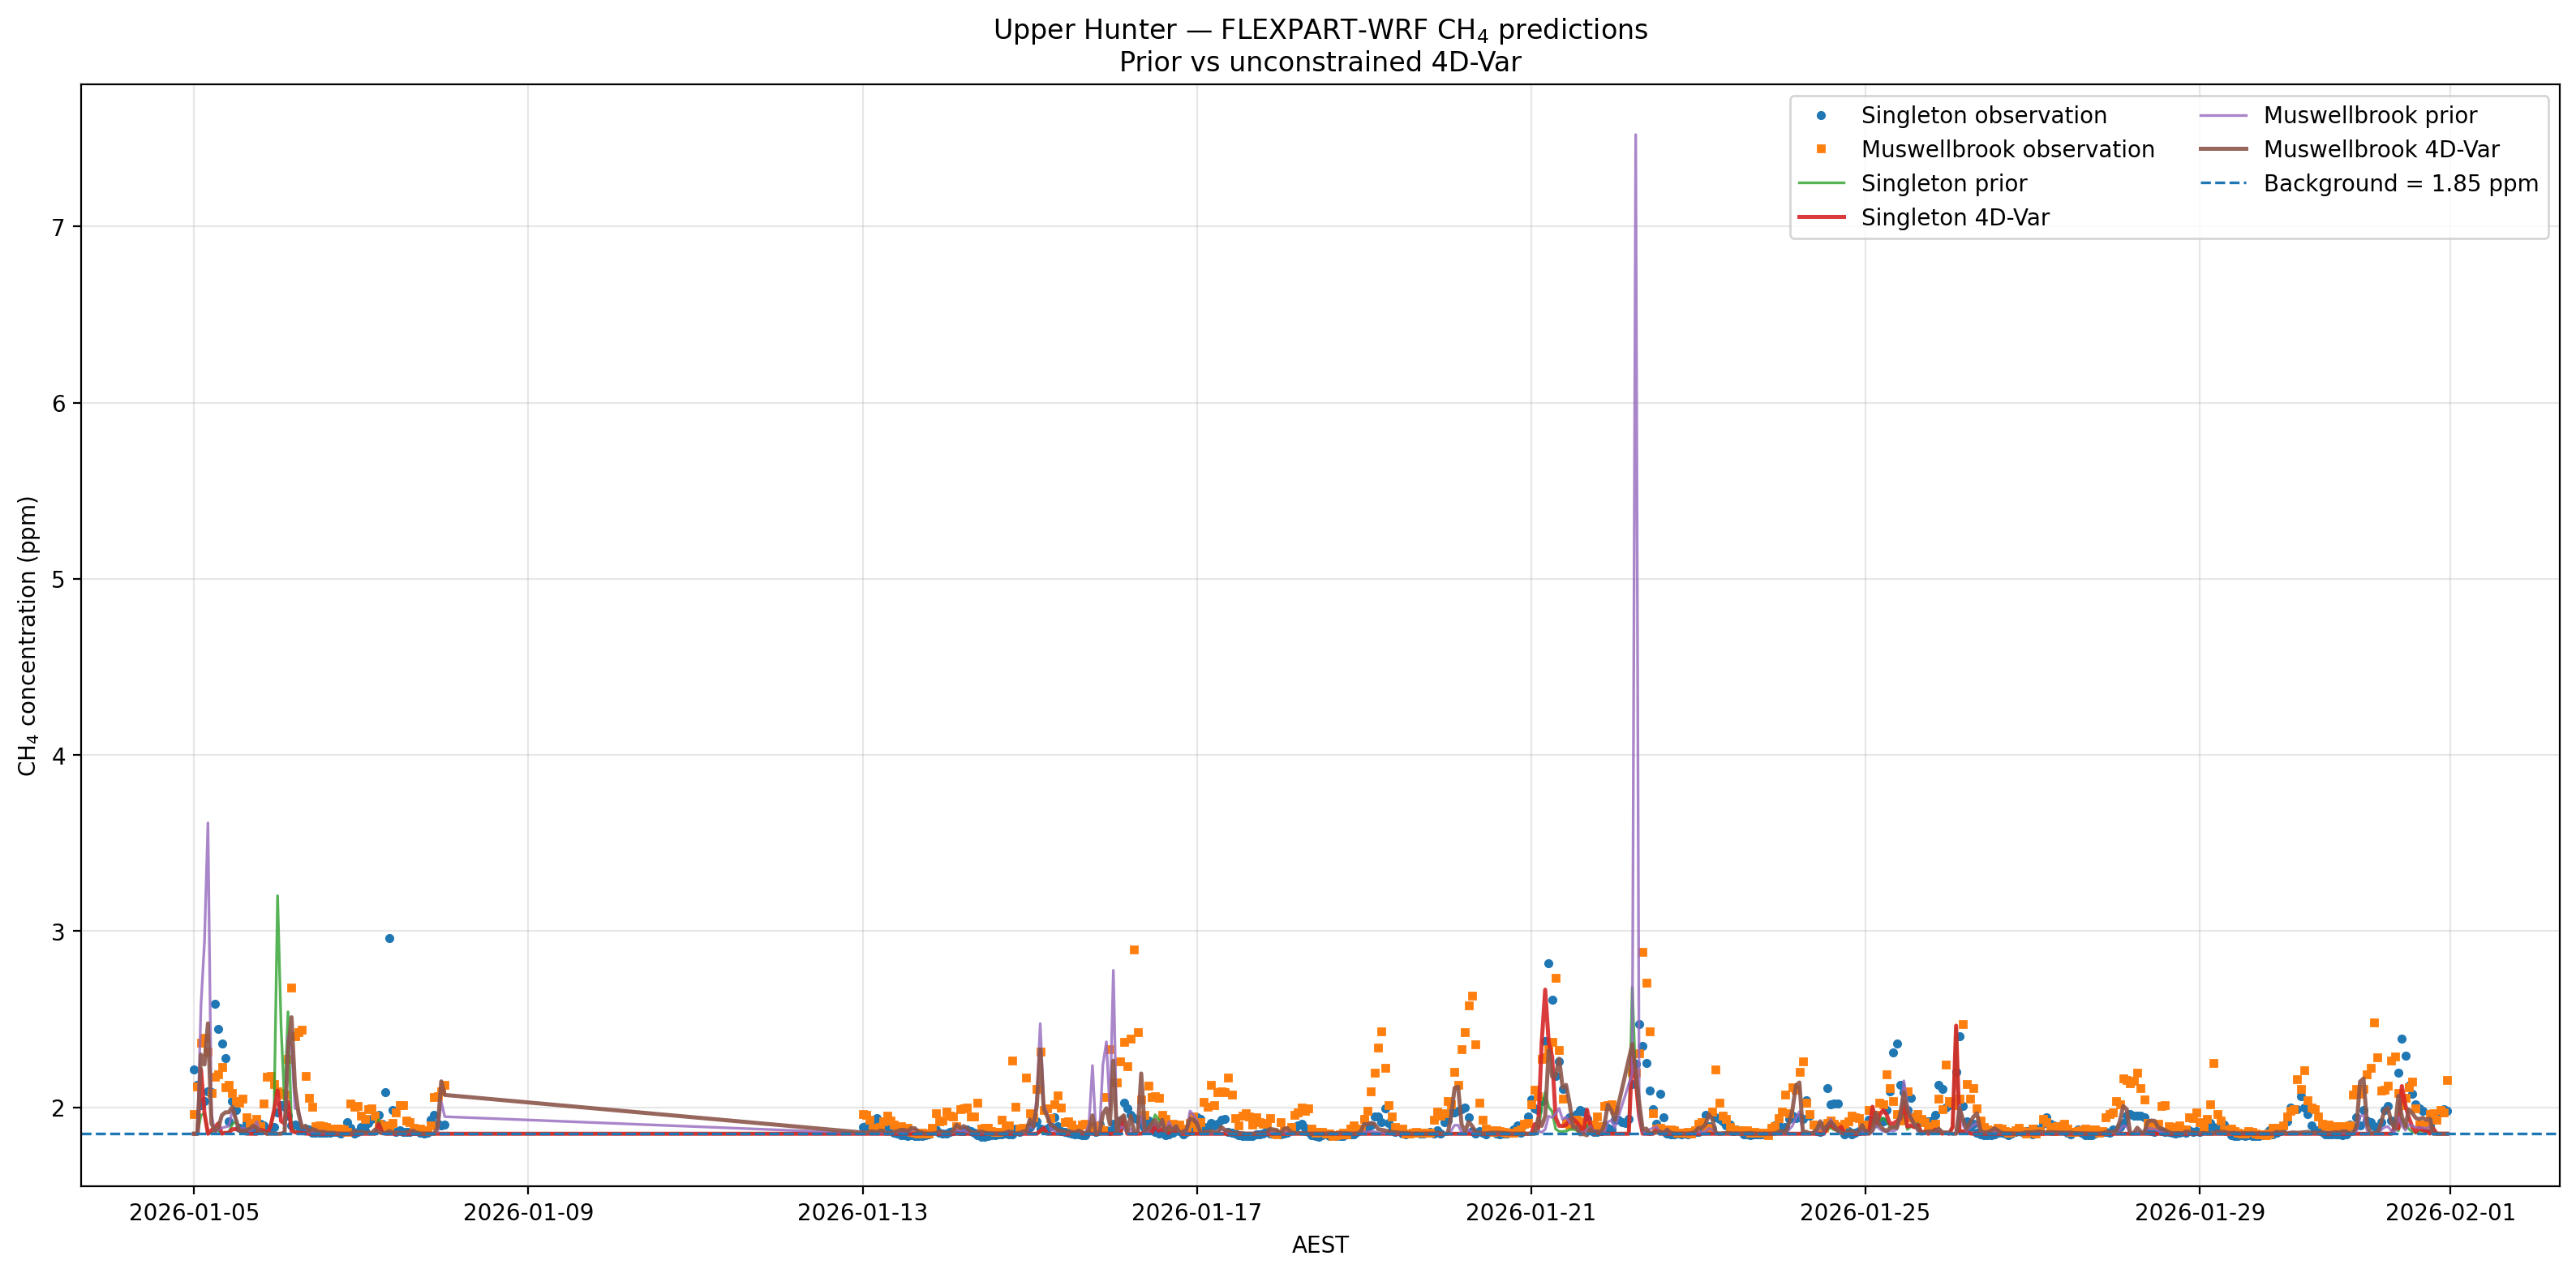 Upper Hunter — FLEXPART-WRF CH₄ predictions
Prior vs unconstrained 4D-Var
CH₄ concentration (ppm)
7
6
5
4
3
2
Singleton observation
Muswellbrook observation
Singleton prior
Singleton 4D-Var
Muswellbrook prior
Muswellbrook 4D-Var
Background = 1.85 ppm
2026-01-05
2026-01-09
2026-01-13
2026-01-17
2026-01-21
2026-01-25
2026-01-29
2026-02-01
AEST